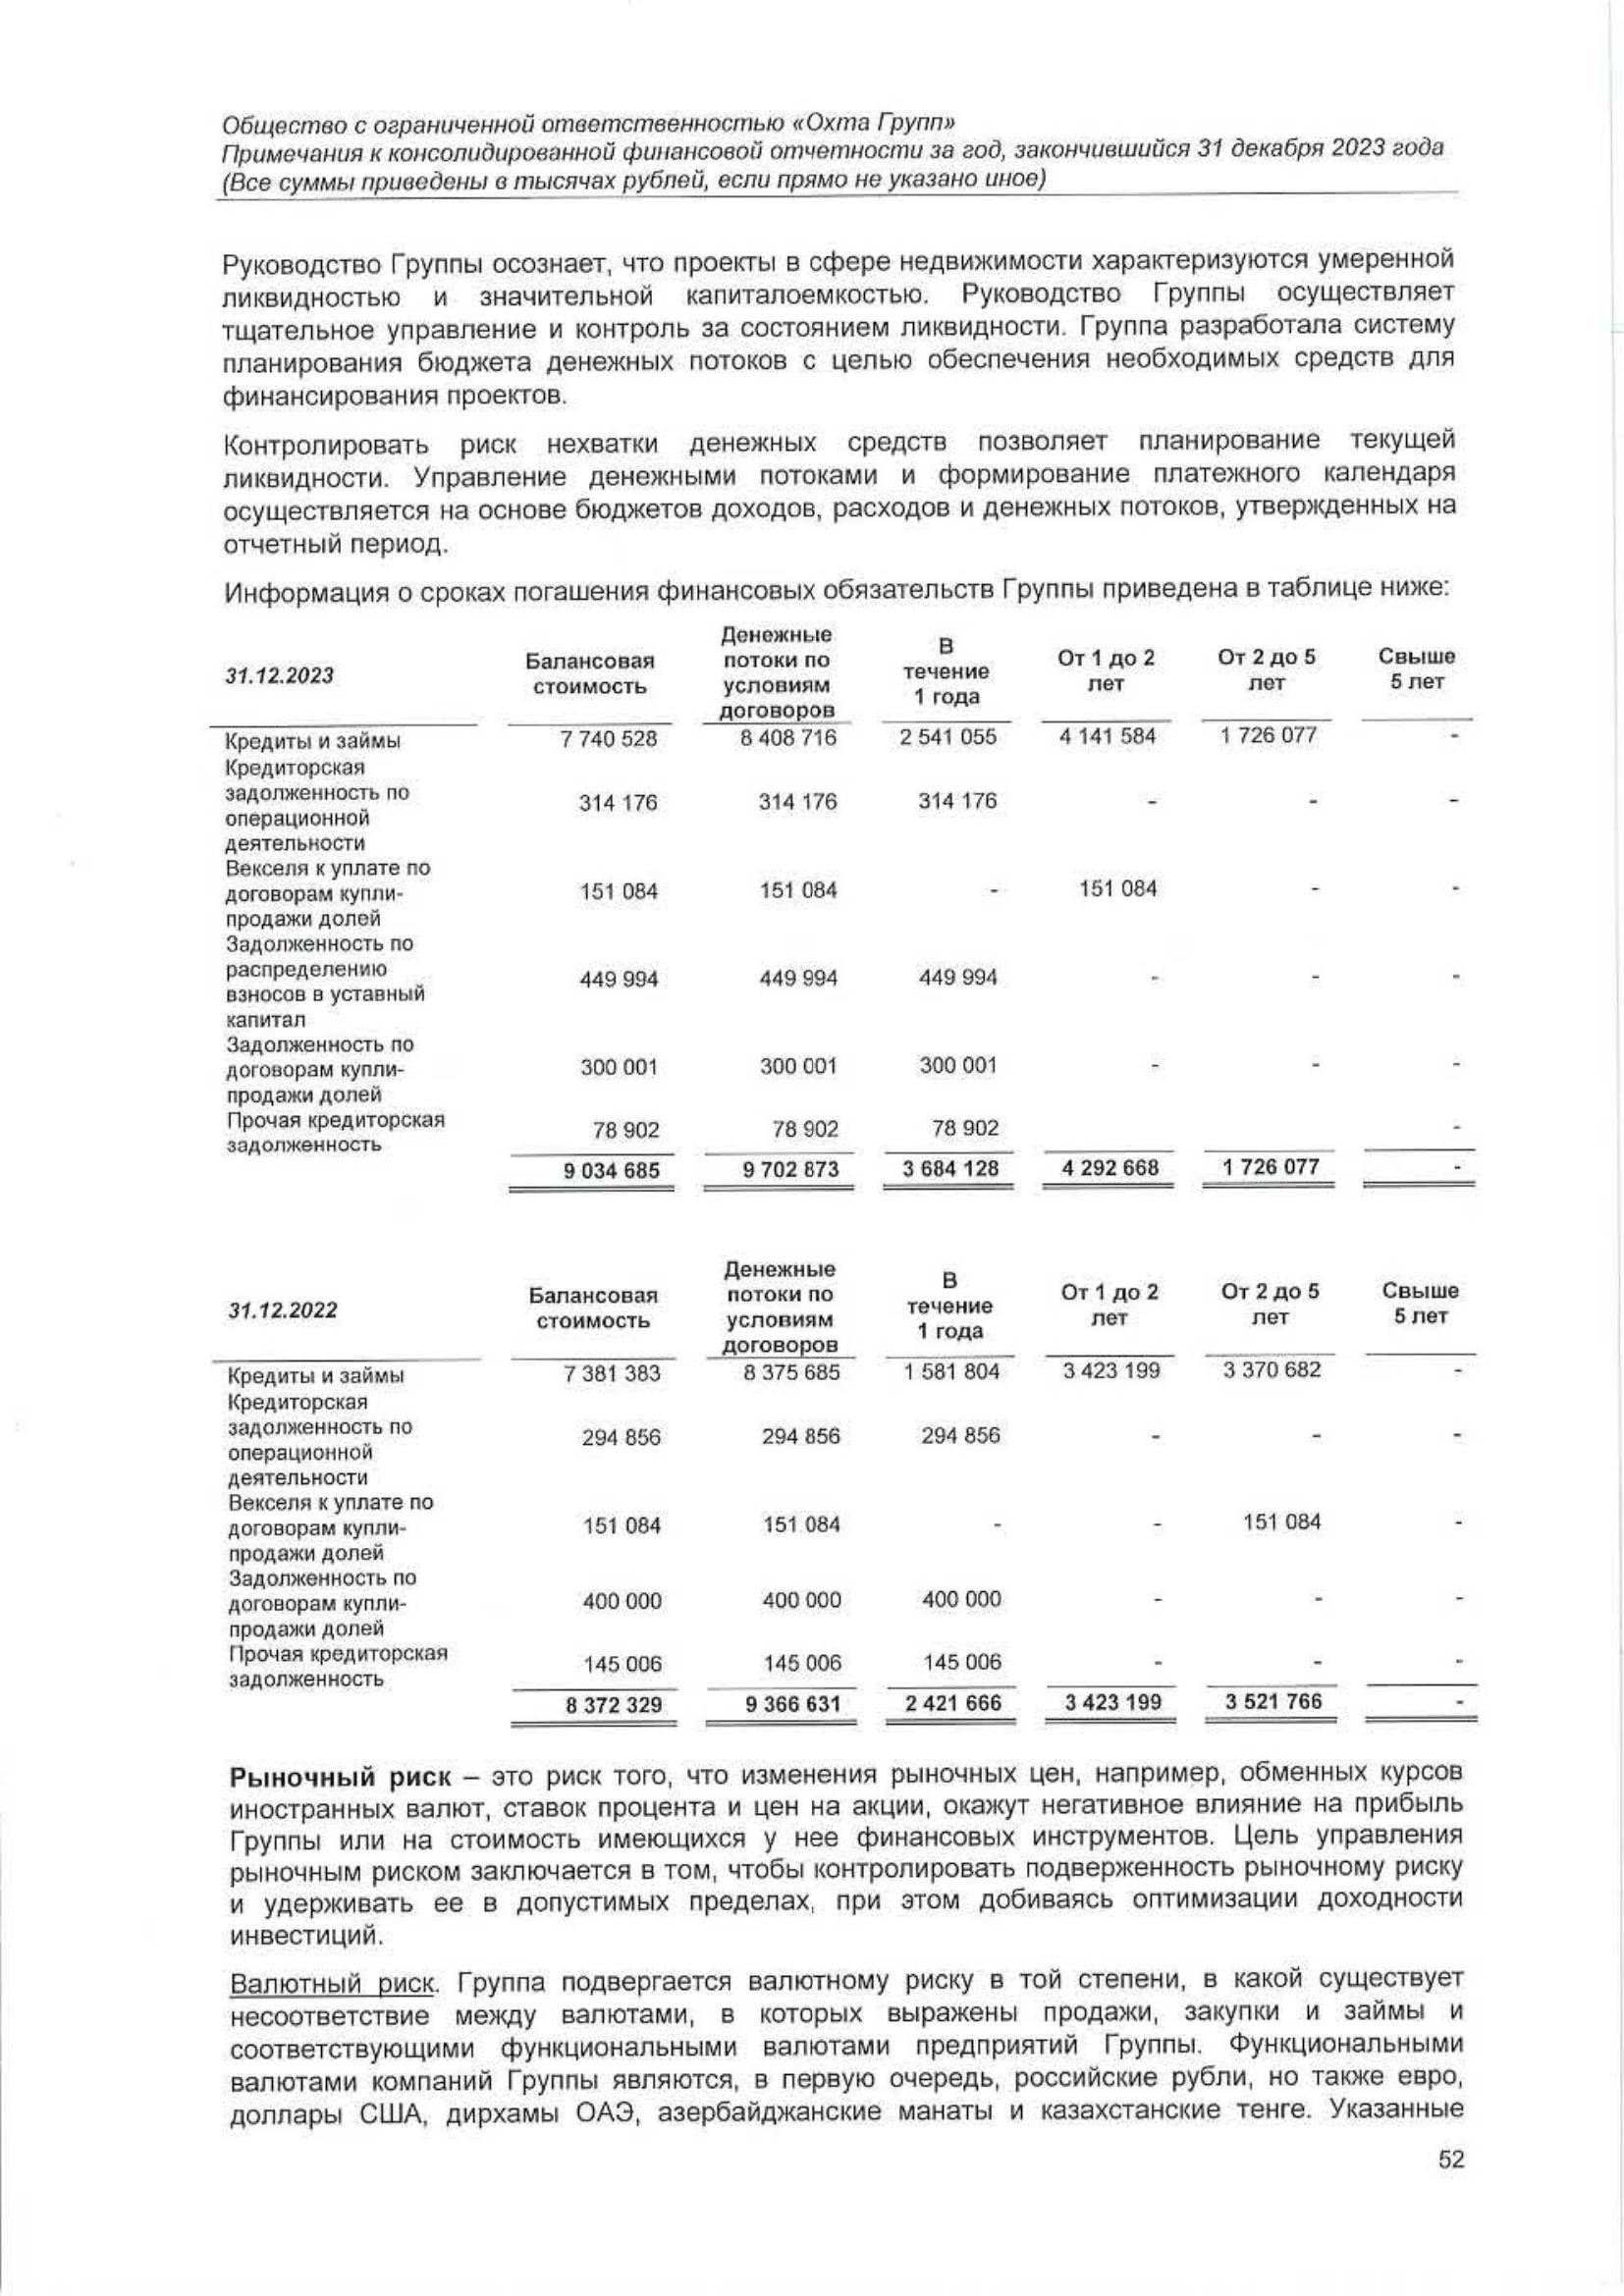 Общество с ограниченной ответственностью «Охта Групп»
Примечания к консолидированной финансовой отчетности за год, закончившийся 31 декабря 2023 года
(Все суммы приведены в тысячах рублей, если прямо не указано иное)
Руководство Группы осознает, что проекты в сфере недвижимости характеризуются умеренной
ликвидностью и значительной капиталоемкостью. Руководство Группы осуществляет
тщательное управление и контроль за состоянием ликвидности. Группа разработала систему
планирования бюджета денежных потоков с целью обеспечения необходимых средств для
финансирования проектов.
Контролировать риск нехватки денежных средств позволяет планирование текущей
ликвидности. Управление денежными потоками и формирование платежного календаря
осуществляется на основе бюджетов доходов, расходов и денежных потоков, утвержденных на
отчетный период.
Информация о сроках погашения финансовых обязательств Группы приведена в таблице ниже:
31.12.2023
Балансовая
стоимость
Денежные
потоки по
условиям
договоров
В
течение
1 года
От 1 до 2
лет
От 2 до 5
лет
Свыше
5 лет
Кредиты и займы 7 740 528 8 408 716 2 541 055 4 141 584 1 726 077 -
Кредиторская
задолженность по
операционной
деятельности
314 176 314 176 314 176 - - -
Векселя к уплате по
договорам купли-
продажи долей
151 084 151 084 - 151 084 - -
Задолженность по
распределению
взносов в уставный
капитал
449 994 449 994 449 994 - - -
Задолженность по
договорам купли-
продажи долей
300 001 300 001 300 001 - - -
Прочая кредиторская
задолженность
78 902 78 902 78 902 -
9 034 685 9 702 873 3 684 128 4 292 668 1 726 077 -
31.12.2022
Балансовая
стоимость
Денежные
потоки по
условиям
договоров
В
течение
1 года
От 1 до 2
лет
От 2 до 5
лет
Свыше
5 лет
Кредиты и займы 7 381 383 8 375 685 1 581 804 3 423 199 3 370 682 -
Кредиторская
задолженность по
операционной
деятельности
294 856 294 856 294 856 - - -
Векселя к уплате по
договорам купли-
продажи долей
151 084 151 084 - - 151 084 -
Задолженность по
договорам купли-
продажи долей
400 000 400 000 400 000 - - -
Прочая кредиторская
задолженность
145 006 145 006 145 006 - - -
8 372 329 9 366 631 2 421 666 3 423 199 3 521 766 -
Рыночный риск – это риск того, что изменения рыночных цен, например, обменных курсов
иностранных валют, ставок процента и цен на акции, окажут негативное влияние на прибыль
Группы или на стоимость имеющихся у нее финансовых инструментов. Цель управления
рыночным риском заключается в том, чтобы контролировать подверженность рыночному риску
и удерживать ее в допустимых пределах, при этом добиваясь оптимизации доходности
инвестиций.
Валютный риск. Группа подвергается валютному риску в той степени, в какой существует
несоответствие между валютами, в которых выражены продажи, закупки и займы и
соответствующими функциональными валютами предприятий Группы. Функциональными
валютами компаний Группы являются, в первую очередь, российские рубли, но также евро,
доллары США, дирхамы ОАЭ, азербайджанские манаты и казахстанские тенге. Указанные
52